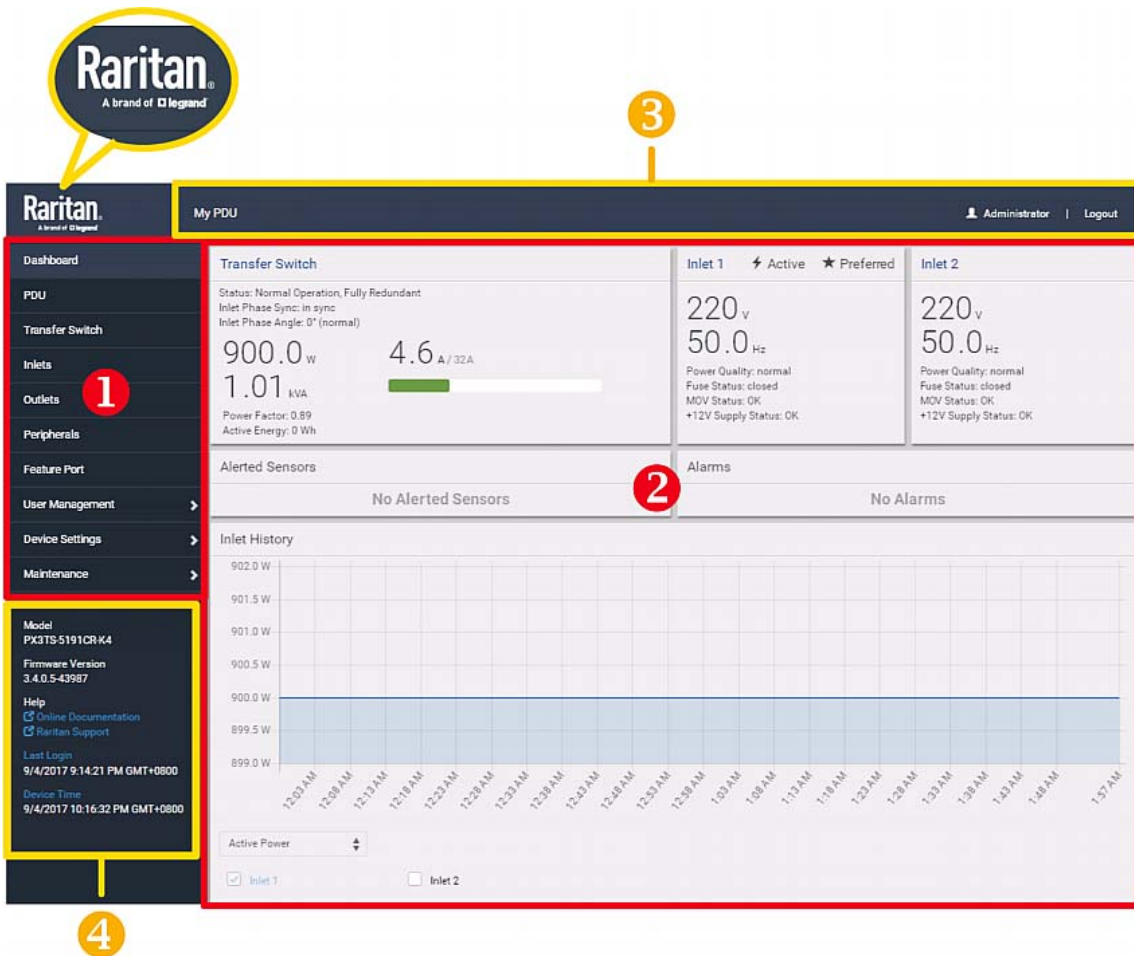 Raritan.
A brand of legrand
3
Raritan.
A brand of legrand
My PDU
Administrator | Logout
Dashboard
PDU
Transfer Switch
Inlets
Outlets
Peripherals
Feature Port
User Management
Device Settings
Maintenance
1
Transfer Switch
Status: Normal Operation, Fully Redundant
Inlet Phase Sync: in sync
Inlet Phase Angle: 0° (normal)
900.0 W
4.6 A / 32A
1.01 kVA
Power Factor: 0.89
Active Energy: 0 Wh
Inlet 1 Active Preferred
220 V
50.0 Hz
Power Quality: normal
Fuse Status: closed
MOV Status: OK
+12V Supply Status: OK
Inlet 2
220 V
50.0 Hz
Power Quality: normal
Fuse Status: closed
MOV Status: OK
+12V Supply Status: OK
Alerted Sensors
No Alerted Sensors
2
Alarms
No Alarms
Inlet History
902.0 W
901.5 W
901.0 W
900.5 W
900.0 W
899.5 W
899.0 W
12:03 AM
12:08 AM
12:13 AM
12:18 AM
12:23 AM
12:28 AM
12:33 AM
12:38 AM
12:43 AM
12:48 AM
12:53 AM
12:58 AM
1:03 AM
1:08 AM
1:13 AM
1:18 AM
1:23 AM
1:28 AM
1:33 AM
1:38 AM
1:43 AM
1:48 AM
1:57 AM
Active Power
Inlet 1
Inlet 2
Model
PX3TS-5191CR-K4
Firmware Version
3.4.0.5-43987
Help
Online Documentation
Raritan Support
Last Login
9/4/2017 9:14:21 PM GMT+0800
Device Time
9/4/2017 10:16:32 PM GMT+0800
4